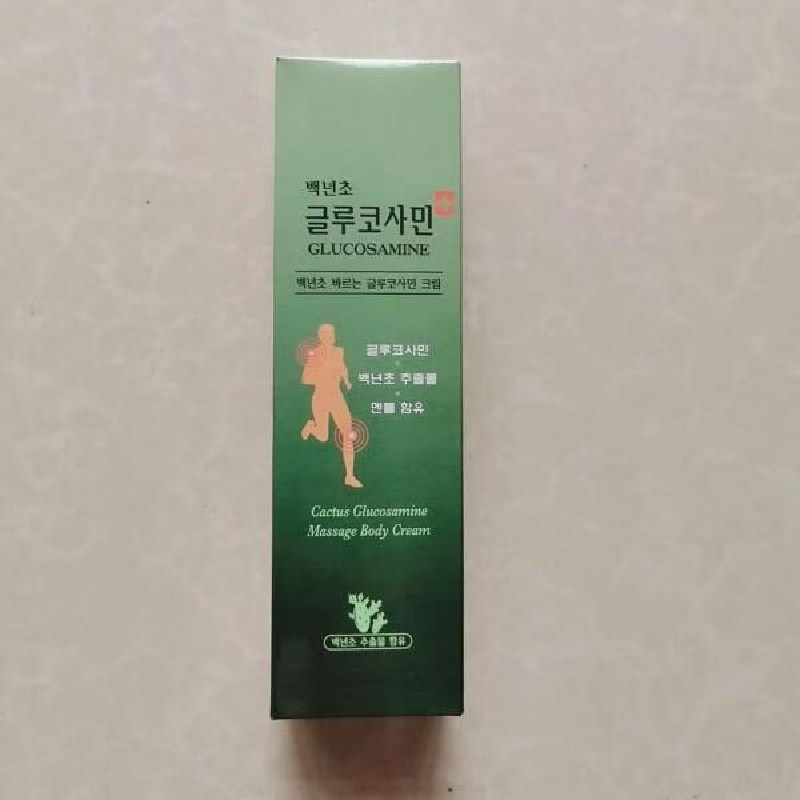 백년초
글루코사민
GLUCOSAMINE
백년초 바르는 글루코사민 크림
글루코사민
백년초 추출물
멘톨 함유
Cactus Glucosamine
Massage Body Cream
백년초 추출물 함유